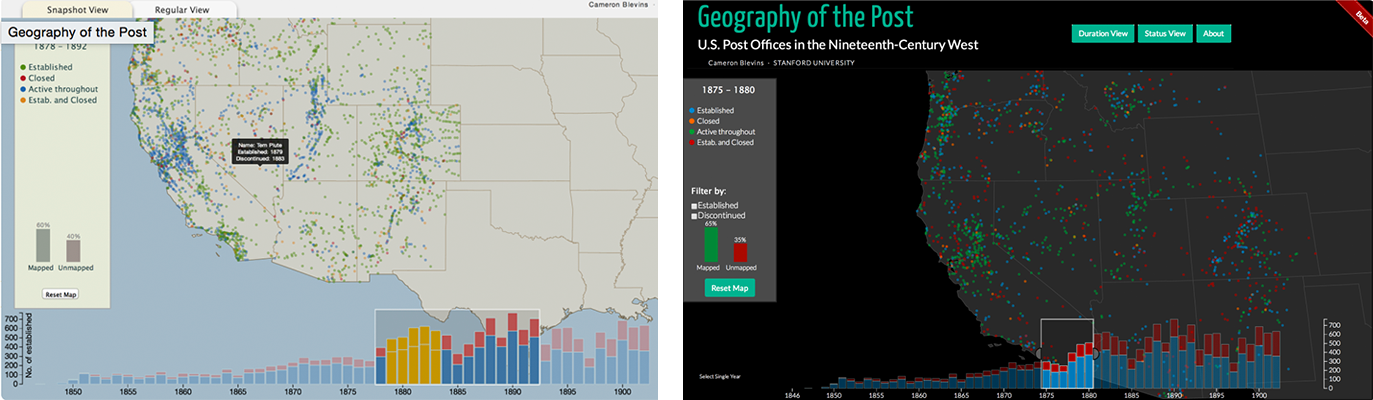 Snapshot View
Regular View
Cameron Blevins
Geography of the Post
1878 – 1892
Established
Closed
Active throughout
Estab. and Closed
Name: Tem Piute
Established: 1879
Discontinued: 1883
60%
40%
Mapped Unmapped
Reset Map
No. of established
700
600
500
400
300
200
100
0
1850 1855 1860 1865 1870 1875 1880 1885 1890 1895 1900
Geography of the Post
Beta
U.S. Post Offices in the Nineteenth-Century West
Duration View
Status View
About
Cameron Blevins - STANFORD UNIVERSITY
1875 – 1880
Established
Closed
Active throughout
Estab. and Closed
Filter by:
Established
Discontinued
65%
35%
Mapped Unmapped
Reset Map
Select Single Year
700
600
500
400
300
200
100
0
1846 1850 1855 1860 1865 1870 1875 1880 1885 1890 1895 1900